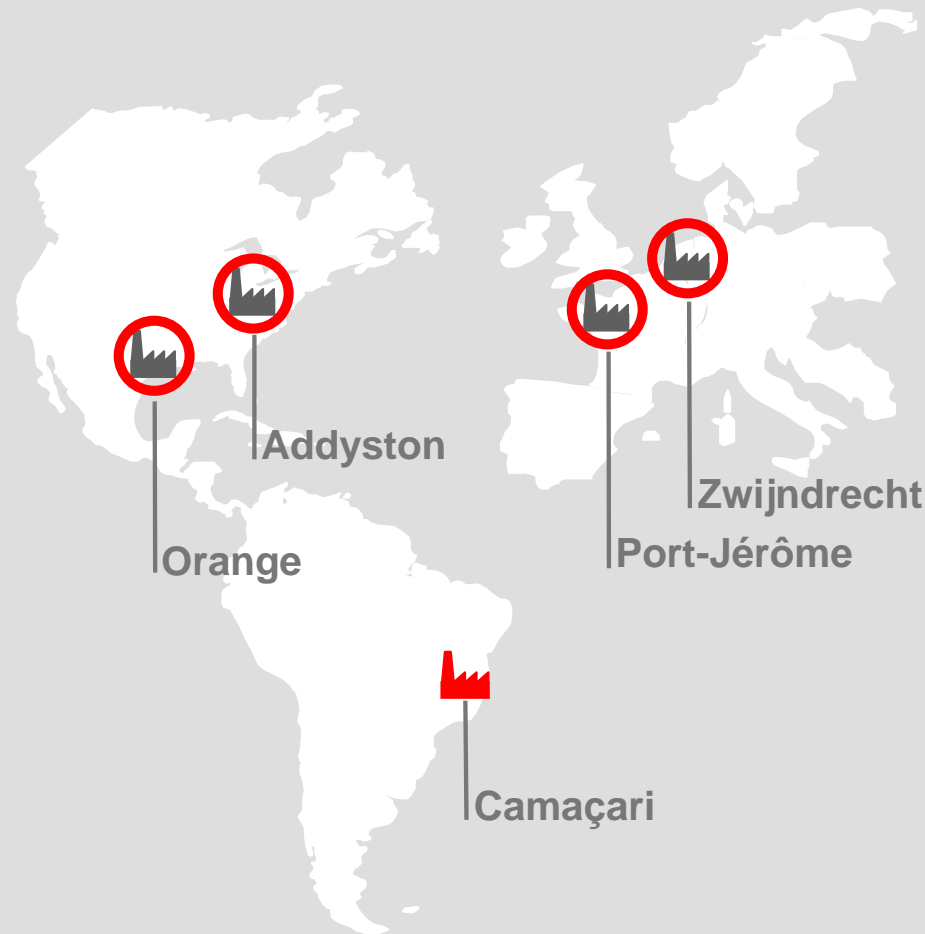 Addyston
Zwijndrecht
Port-Jérôme
Orange
Camaçari